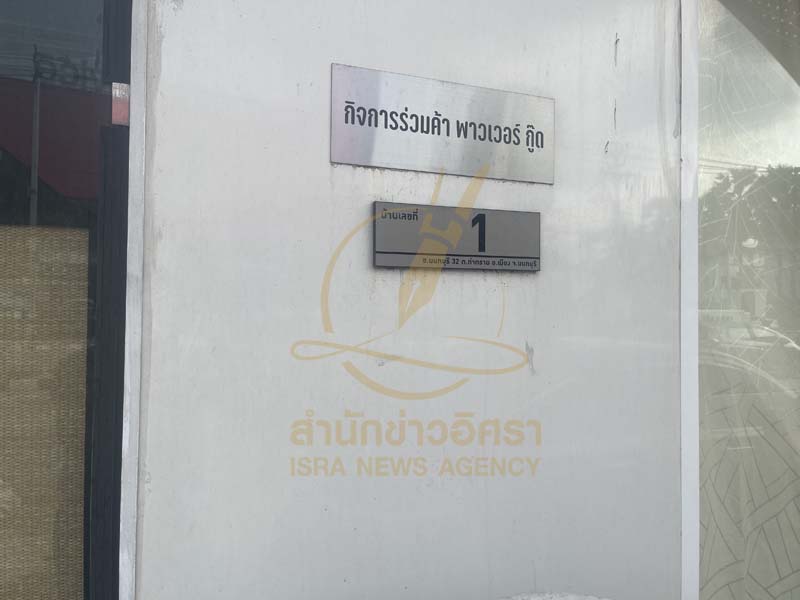 กิจการร่วมค้า พาวเวอร์ กู๊ด
บ้านเลขที่
1
ซ.นนทบุรี 32 ต.ท่าทราย อ.เมือง จ.นนทบุรี
สำนักข่าวอิศรา
ISRA NEWS AGENCY